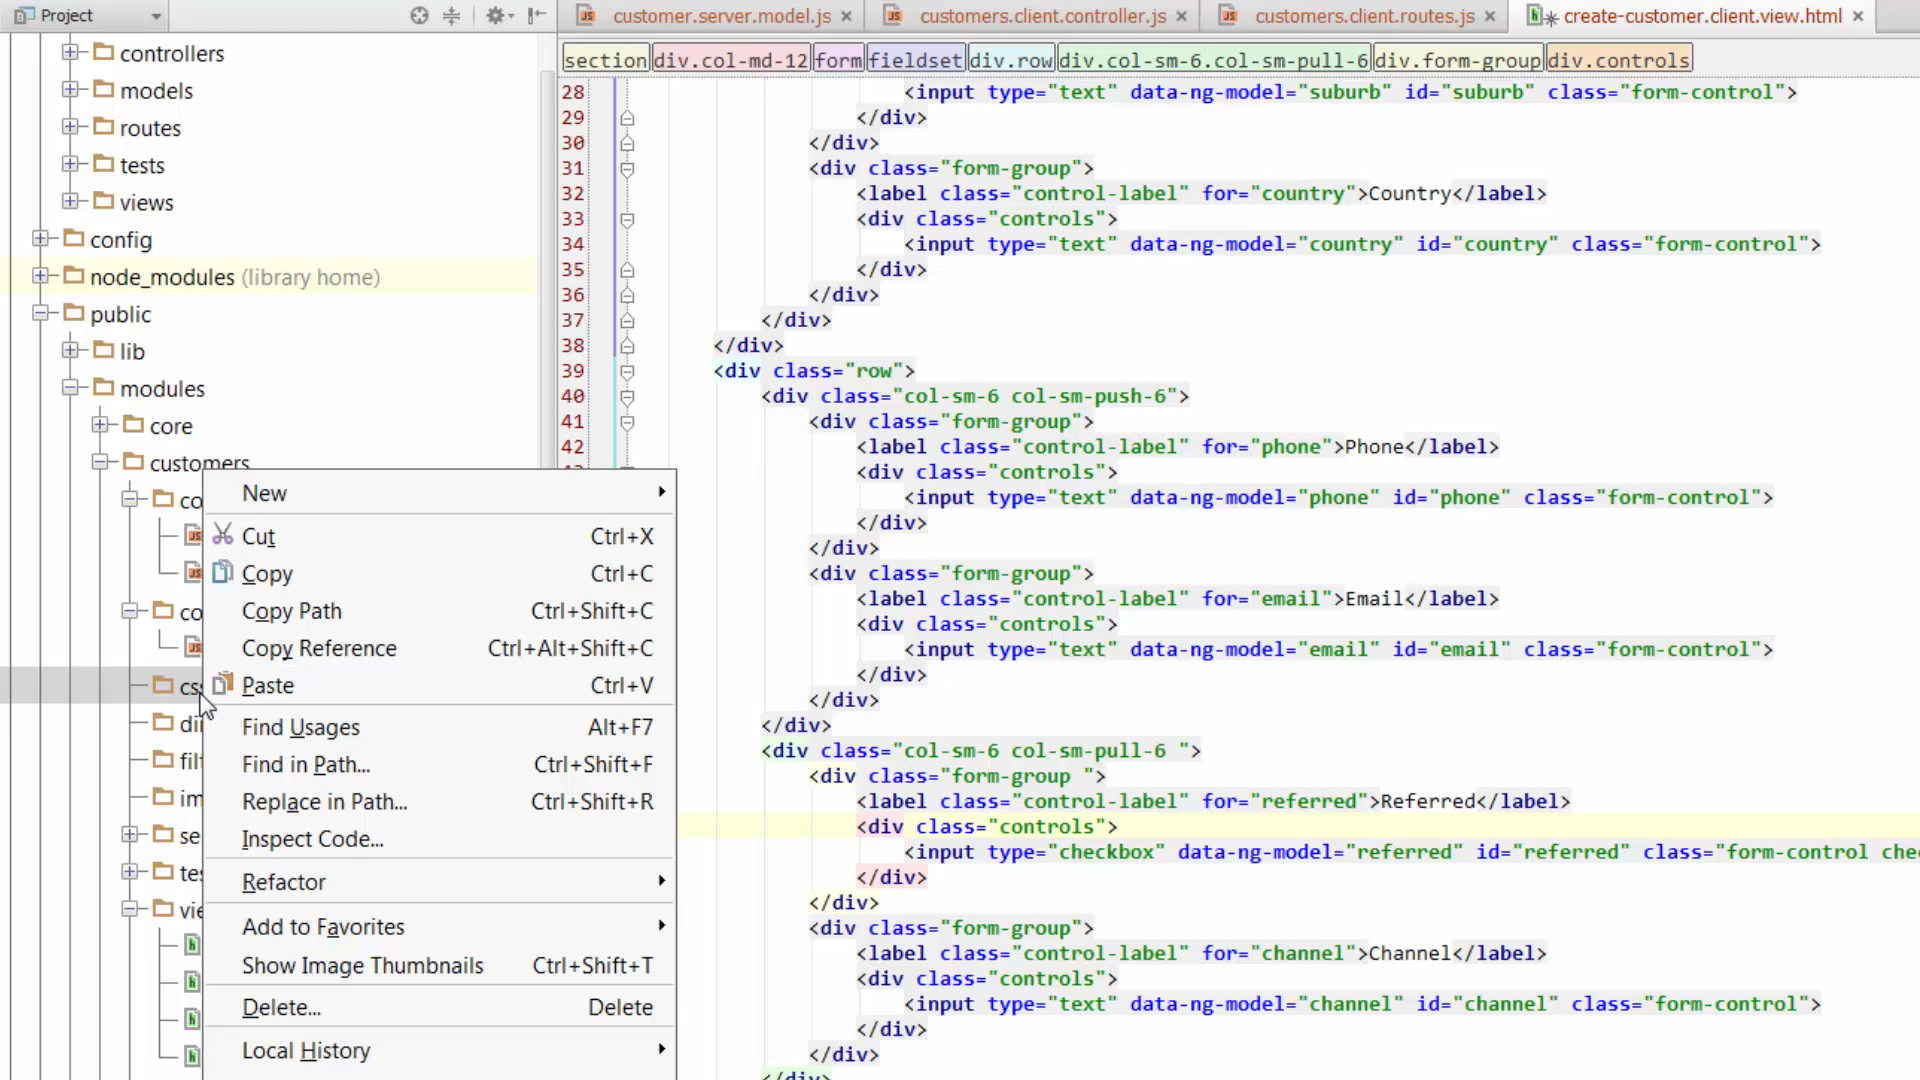 Project
customer.server.model.js
customers.client.controller.js
customers.client.routes.js
create-customer.client.view.html
section div.col-md-12 form fieldset div.row div.col-sm-6.col-sm-pull-6 div.form-group div.controls
controllers
models
routes
tests
views
config
node_modules (library home)
public
lib
modules
core
customers
co
co
css
dir
filt
im
se
tes
vie
New
Cut Ctrl+X
Copy Ctrl+C
Copy Path Ctrl+Shift+C
Copy Reference Ctrl+Alt+Shift+C
Paste Ctrl+V
Find Usages Alt+F7
Find in Path... Ctrl+Shift+F
Replace in Path... Ctrl+Shift+R
Inspect Code...
Refactor
Add to Favorites
Show Image Thumbnails Ctrl+Shift+T
Delete... Delete
Local History
28 <input type="text" data-ng-model="suburb" id="suburb" class="form-control">
29 </div>
30 </div>
31 <div class="form-group">
32 <label class="control-label" for="country">Country</label>
33 <div class="controls">
34 <input type="text" data-ng-model="country" id="country" class="form-control">
35 </div>
36 </div>
37 </div>
38 </div>
39 <div class="row">
40 <div class="col-sm-6 col-sm-push-6">
41 <div class="form-group">
42 <label class="control-label" for="phone">Phone</label>
<div class="controls">
<input type="text" data-ng-model="phone" id="phone" class="form-control">
</div>
</div>
<div class="form-group">
<label class="control-label" for="email">Email</label>
<div class="controls">
<input type="text" data-ng-model="email" id="email" class="form-control">
</div>
</div>
</div>
<div class="col-sm-6 col-sm-pull-6 ">
<div class="form-group ">
<label class="control-label" for="referred">Referred</label>
<div class="controls">
<input type="checkbox" data-ng-model="referred" id="referred" class="form-control che
</div>
</div>
<div class="form-group">
<label class="control-label" for="channel">Channel</label>
<div class="controls">
<input type="text" data-ng-model="channel" id="channel" class="form-control">
</div>
</div>
</div>